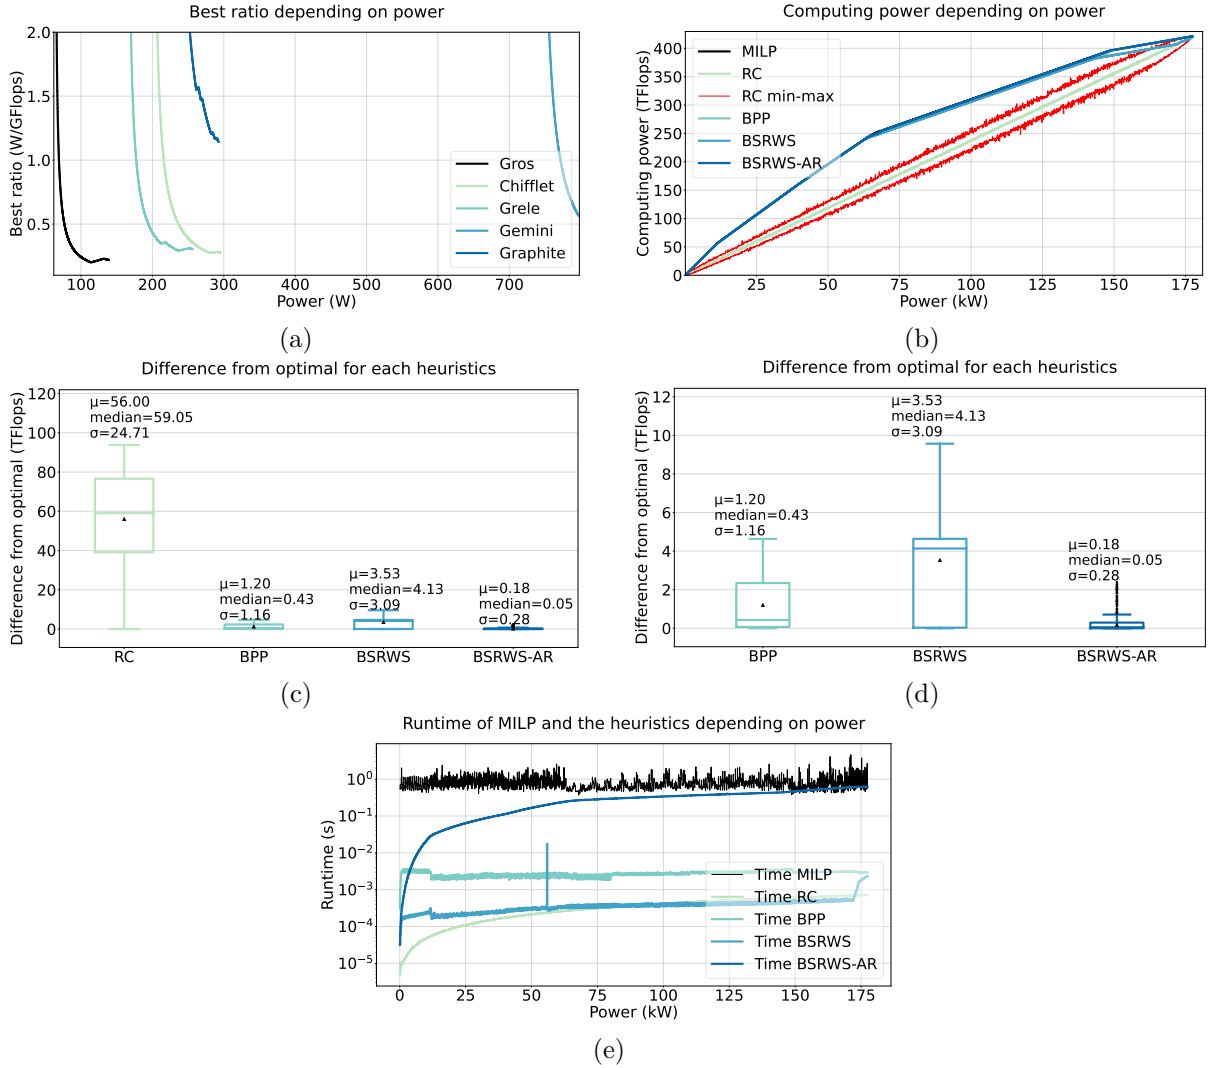 Best ratio depending on power
Best ratio (W/GFlops)
2.0
1.5
1.0
0.5
Gros
Chifflet
Grele
Gemini
Graphite
100 200 300 400 500 600 700
Power (W)
(a)
Computing power depending on power
Computing power (TFlops)
400
350
300
250
200
150
100
50
0
MILP
RC
RC min-max
BPP
BSRWS
BSRWS-AR
25 50 75 100 125 150 175
Power (kW)
(b)
Difference from optimal for each heuristics
Difference from optimal (TFlops)
120
100
80
60
40
20
0
μ=56.00
median=59.05
σ=24.71
μ=1.20
median=0.43
σ=1.16
μ=3.53
median=4.13
σ=3.09
μ=0.18
median=0.05
σ=0.28
RC BPP BSRWS BSRWS-AR
(c)
Difference from optimal for each heuristics
Difference from optimal (TFlops)
12
10
8
6
4
2
0
μ=1.20
median=0.43
σ=1.16
μ=3.53
median=4.13
σ=3.09
μ=0.18
median=0.05
σ=0.28
BPP BSRWS BSRWS-AR
(d)
Runtime of MILP and the heuristics depending on power
Runtime (s)
10⁰
10⁻¹
10⁻²
10⁻³
10⁻⁴
10⁻⁵
Time MILP
Time RC
Time BPP
Time BSRWS
Time BSRWS-AR
0 25 50 75 100 125 150 175
Power (kW)
(e)